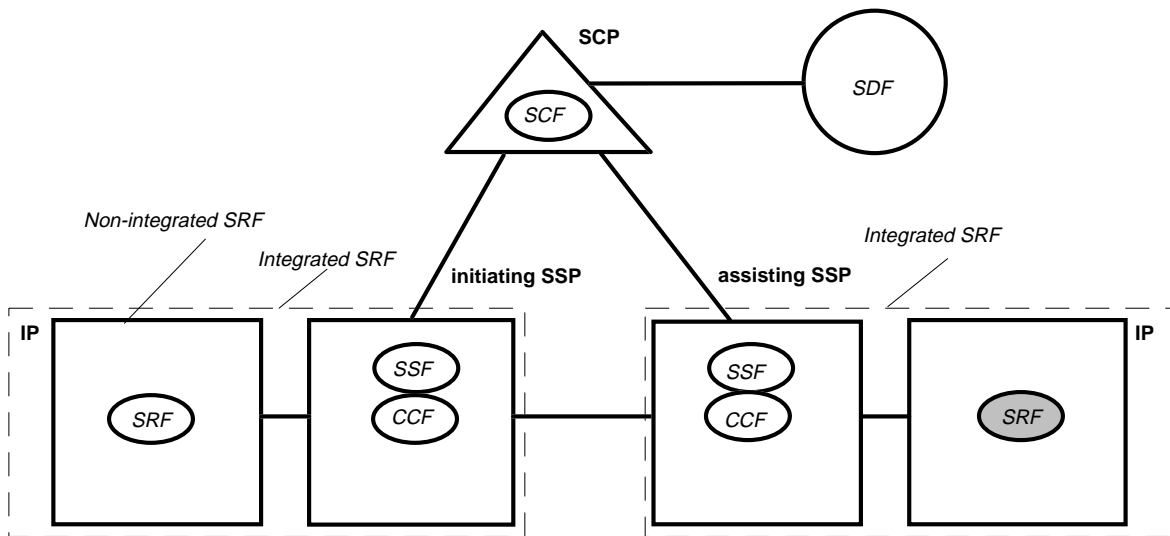 SCP
SDF
SCF
Non-integrated SRF
Integrated SRF
Integrated SRF
initiating SSP
assisting SSP
IP
IP
SSF
SSF
SRF
CCF
CCF
SRF